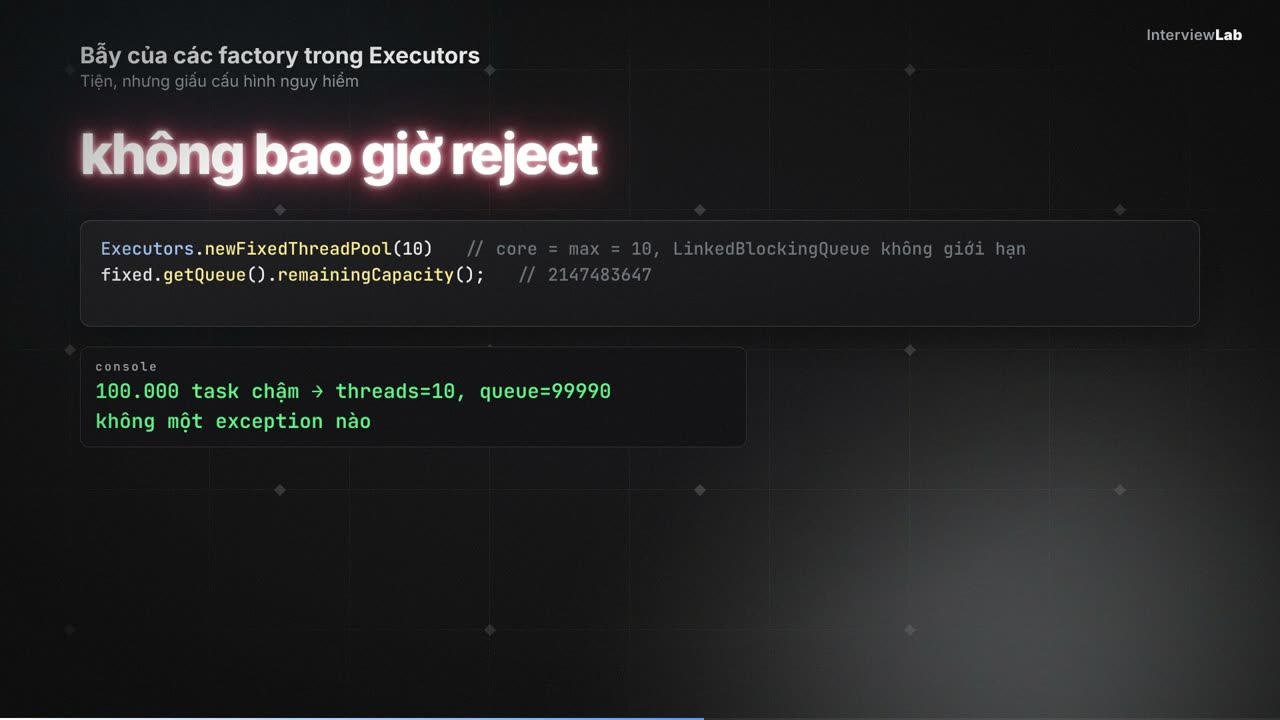 InterviewLab
Bẫy của các factory trong Executors
Tiện, nhưng giấu cấu hình nguy hiểm
không bao giờ reject
Executors.newFixedThreadPool(10)   // core = max = 10, LinkedBlockingQueue không giới hạn
fixed.getQueue().remainingCapacity();   // 2147483647
console
100.000 task chậm → threads=10, queue=99990
không một exception nào